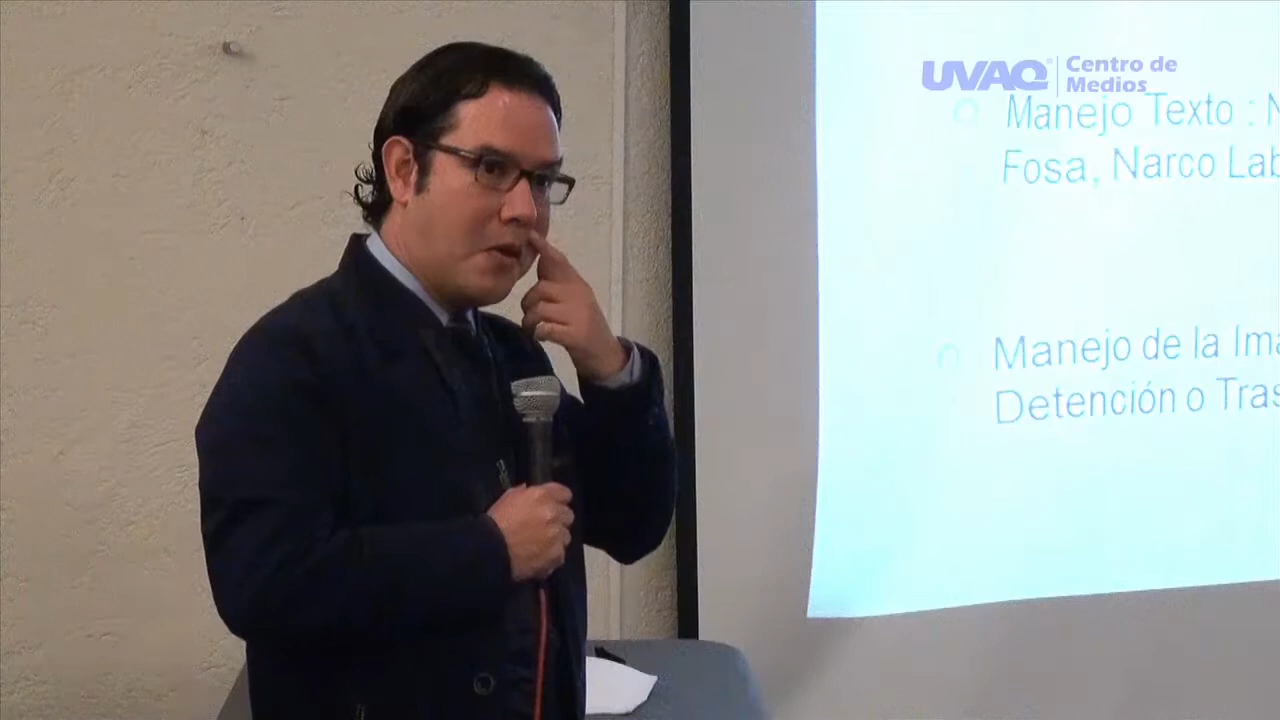 UVAQ
Centro de
Medios
Manejo Texto :
Fosa, Narco
Manejo de la
Detención o